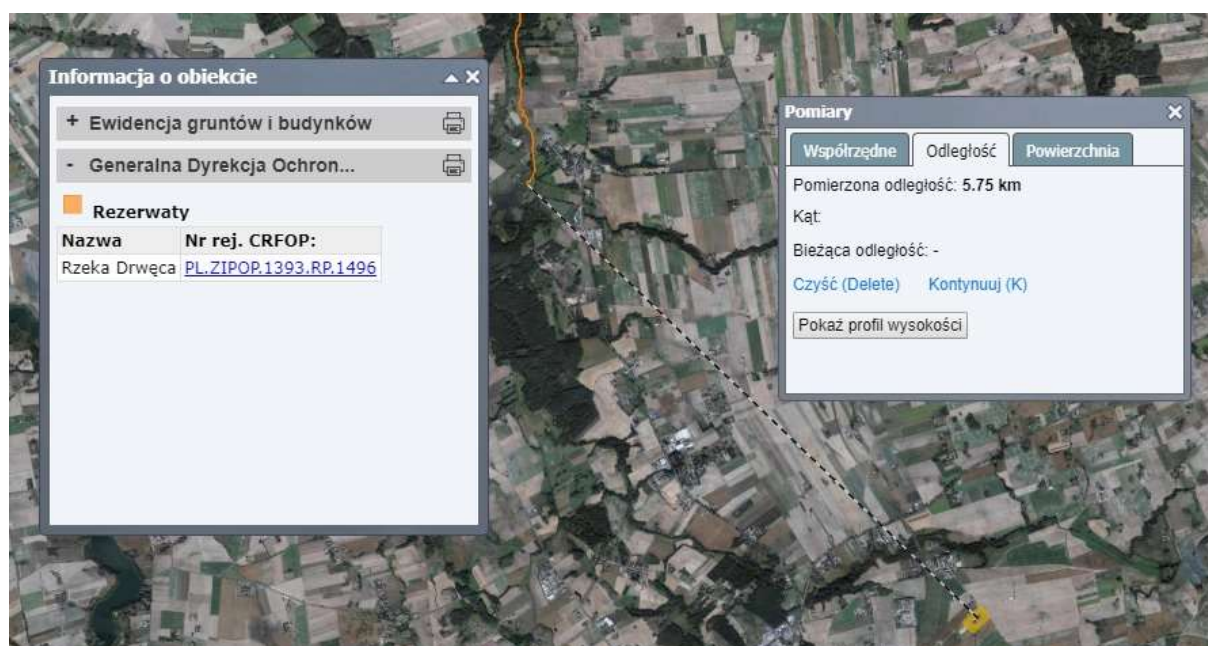 Informacja o obiekcie
+ Ewidencja gruntów i budynków
- Generalna Dyrekcja Ochron...
Rezerwaty
Nazwa Nr rej. CRFOP:
Rzeka Drwęca PL.ZIPOP.1393.RP.1496
Pomiary
Współrzędne Odległość Powierzchnia
Pomierzona odległość: 5.75 km
Kąt:
Bieżąca odległość: -
Czyść (Delete) Kontynuuj (K)
Pokaż profil wysokości